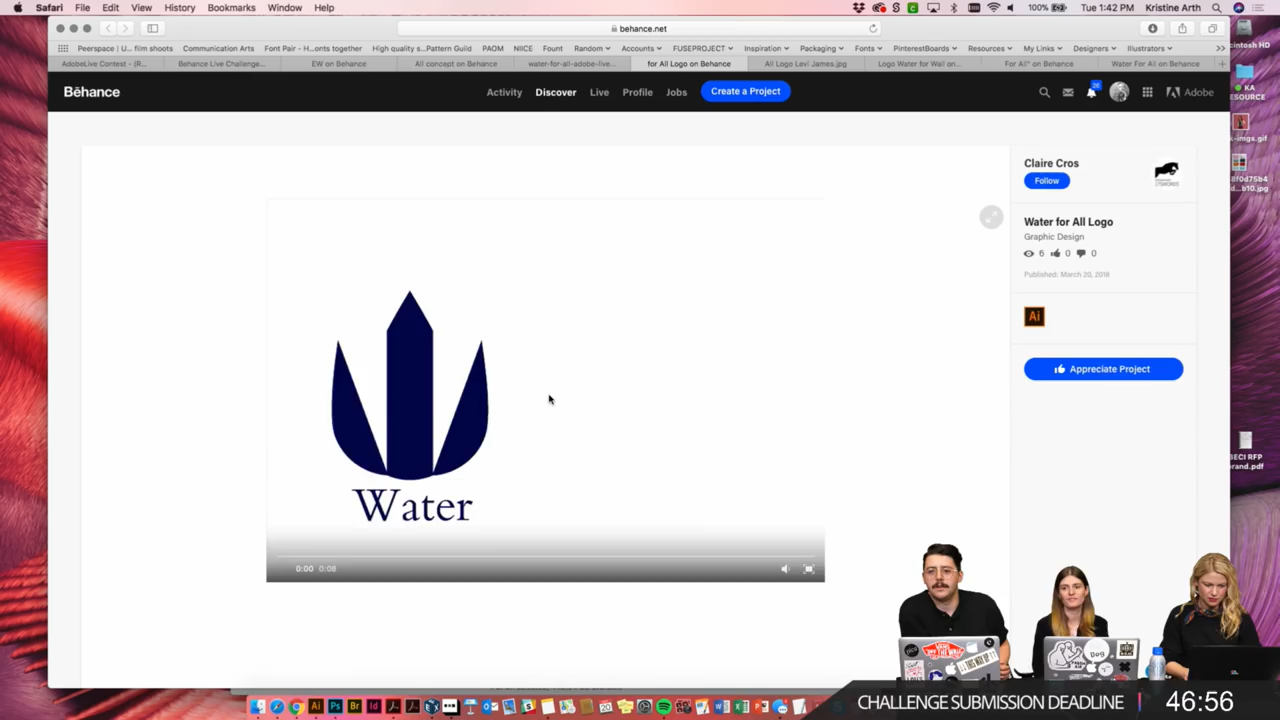 Safari File Edit View History Bookmarks Window Help 100% Tue 1:42 PM Kristine Arth
behance.net
Peerspace | U... film shoots Communication Arts Font Pair - H...onts together High quality s...Pattern Guild PAOM NIICE Fount Random Accounts FUSEPROJECT Inspiration Packaging Fonts PinterestBoards Resources My Links Designers Illustrators
AdobeLive Contest - (R... Behance Live Challenge... EW on Behance All concept on Behance water-for-all-adobe-live... for All Logo on Behance All Logo Levi James.jpg Logo Water for Wall on... For All" on Behance Water For All on Behance
Bēhance Activity Discover Live Profile Jobs Create a Project Adobe
Claire Cros
Follow
Water for All Logo
Graphic Design
6 0 0
Published: March 20, 2018
Ai
Appreciate Project
Water
0:00 0:08
CHALLENGE SUBMISSION DEADLINE 46:56